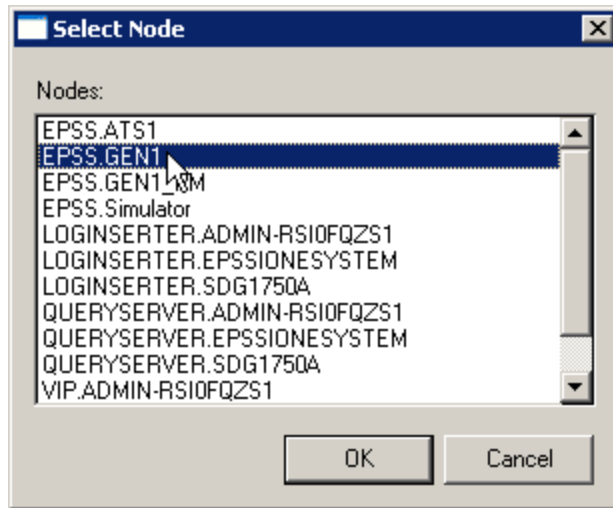 Select Node
Nodes:
EPSS.ATS1
EPSS.GEN1
EPSS.GEN1_MM
EPSS.Simulator
LOGINSERTER.ADMIN-RSI0FQZS1
LOGINSERTER.EPSSIONESYSTEM
LOGINSERTER.SDG1750A
QUERYSERVER.ADMIN-RSI0FQZS1
QUERYSERVER.EPSSIONESYSTEM
QUERYSERVER.SDG1750A
VIP.ADMIN-RSI0FQZS1
OK Cancel